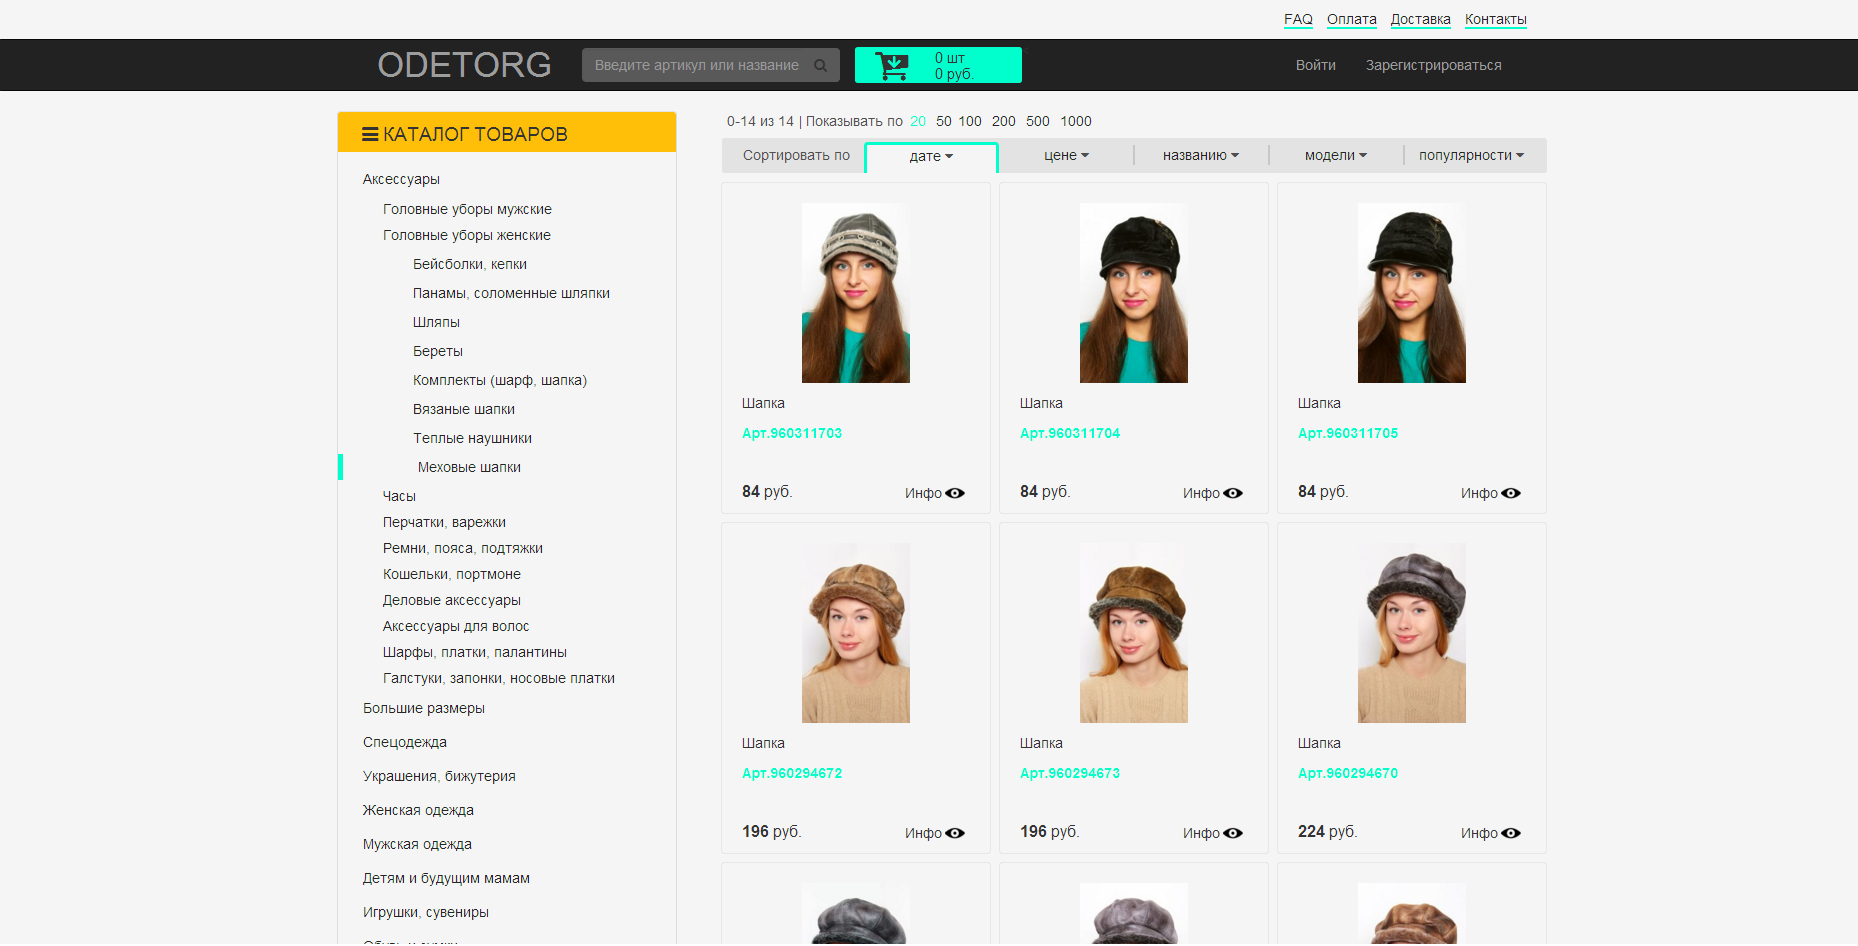 FAQ Оплата Доставка Контакты
ODETORG
Введите артикул или название
0 шт
0 руб.
Войти Зарегистрироваться
КАТАЛОГ ТОВАРОВ
Аксессуары
Головные уборы мужские
Головные уборы женские
Бейсболки, кепки
Панамы, соломенные шляпки
Шляпы
Береты
Комплекты (шарф, шапка)
Вязаные шапки
Теплые наушники
Меховые шапки
Часы
Перчатки, варежки
Ремни, пояса, подтяжки
Кошельки, портмоне
Деловые аксессуары
Аксессуары для волос
Шарфы, платки, палантины
Галстуки, запонки, носовые платки
Большие размеры
Спецодежда
Украшения, бижутерия
Женская одежда
Мужская одежда
Детям и будущим мамам
Игрушки, сувениры
0-14 из 14 | Показывать по 20 50 100 200 500 1000
Сортировать по дате цене названию модели популярности
Шапка Шапка Шапка
Арт.960311703 Арт.960311704 Арт.960311705
84 руб. Инфо 84 руб. Инфо 84 руб. Инфо
Шапка Шапка Шапка
Арт.960294672 Арт.960294673 Арт.960294670
196 руб. Инфо 196 руб. Инфо 224 руб. Инфо